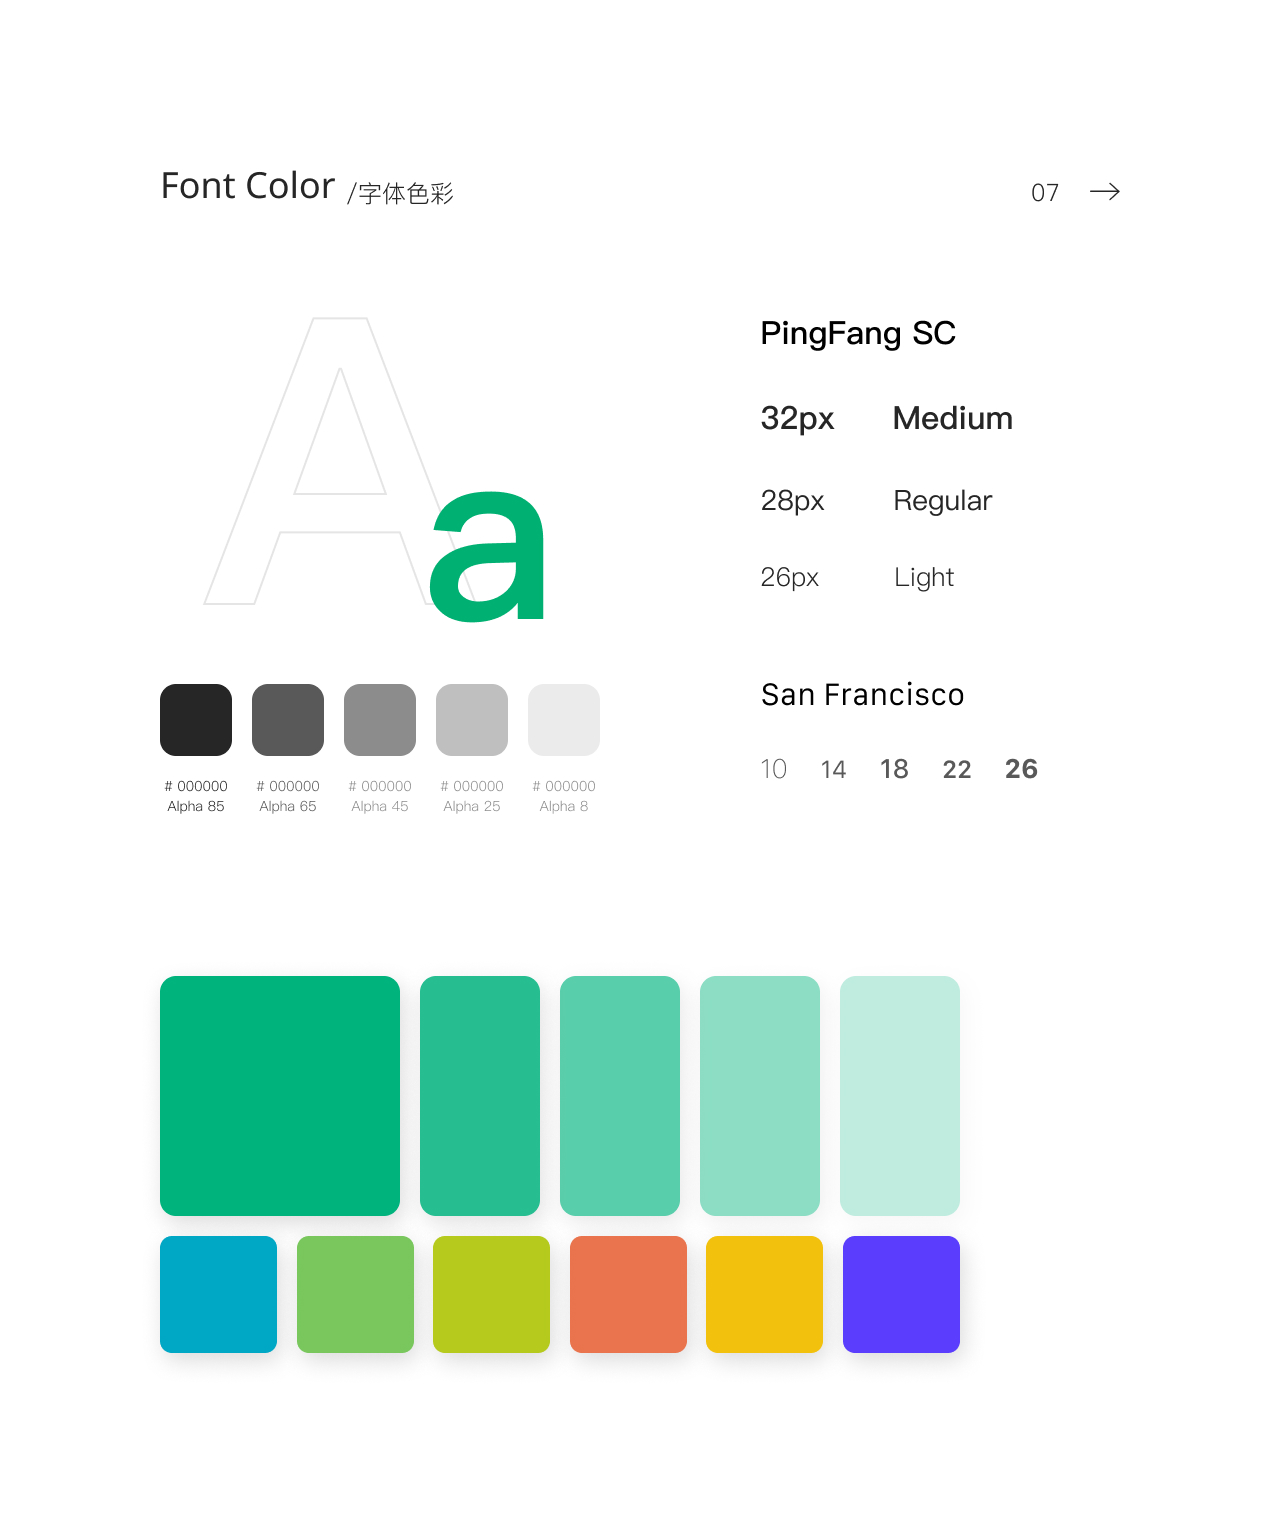 Font Color /字体色彩
07
Aa
PingFang SC
32px Medium
28px Regular
26px Light
# 000000
Alpha 85
# 000000
Alpha 65
# 000000
Alpha 45
# 000000
Alpha 25
# 000000
Alpha 8
San Francisco
10 14 18 22 26